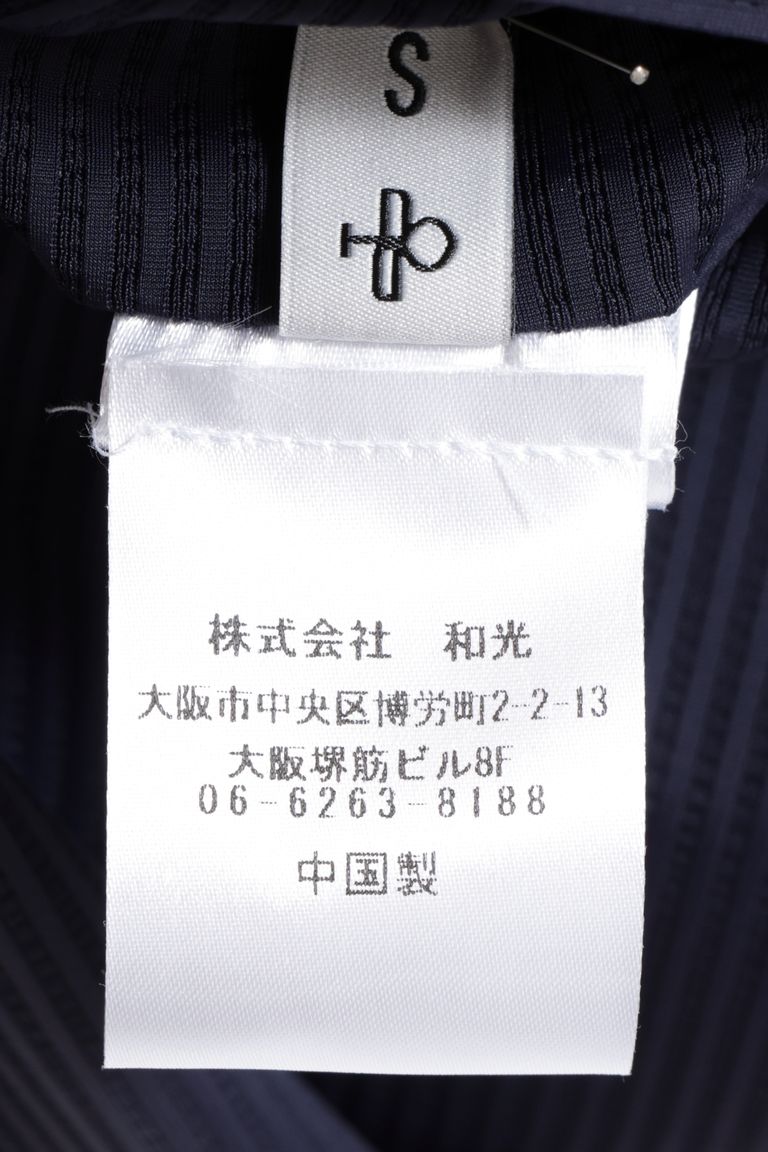 S
株式会社　和光
大阪市中央区博労町2-2-13
大阪堺筋ビル8F
06-6263-8188
中国製